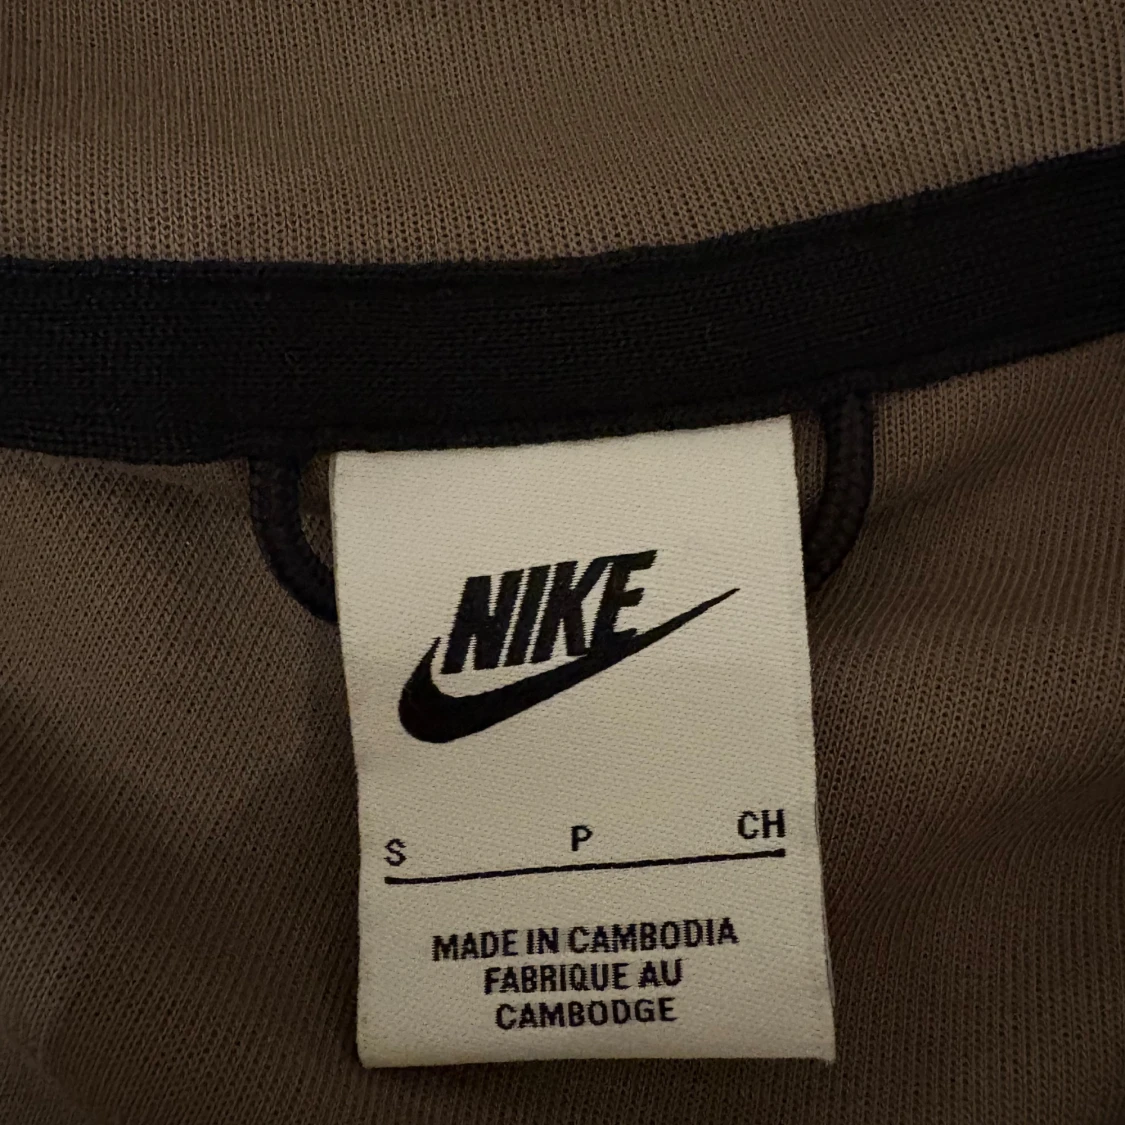 NIKE
S P CH
MADE IN CAMBODIA
FABRIQUE AU
CAMBODGE